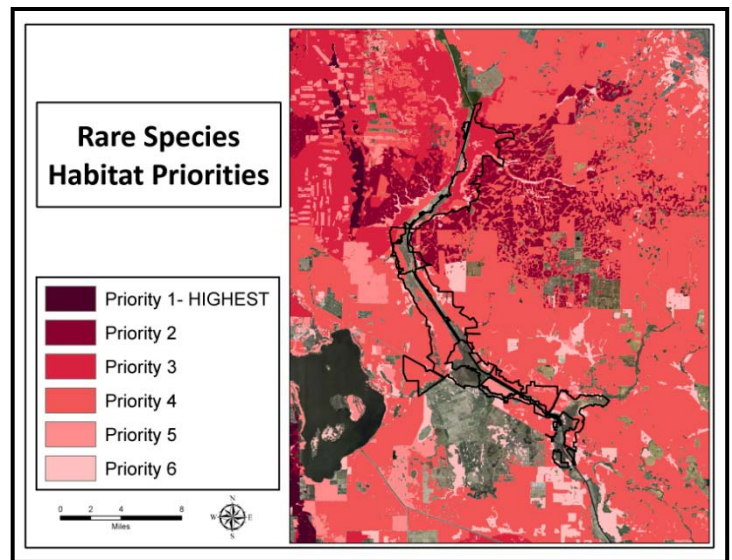 Rare Species
Habitat Priorities
Priority 1- HIGHEST
Priority 2
Priority 3
Priority 4
Priority 5
Priority 6
0 2 4 8
Miles
N
W E
S